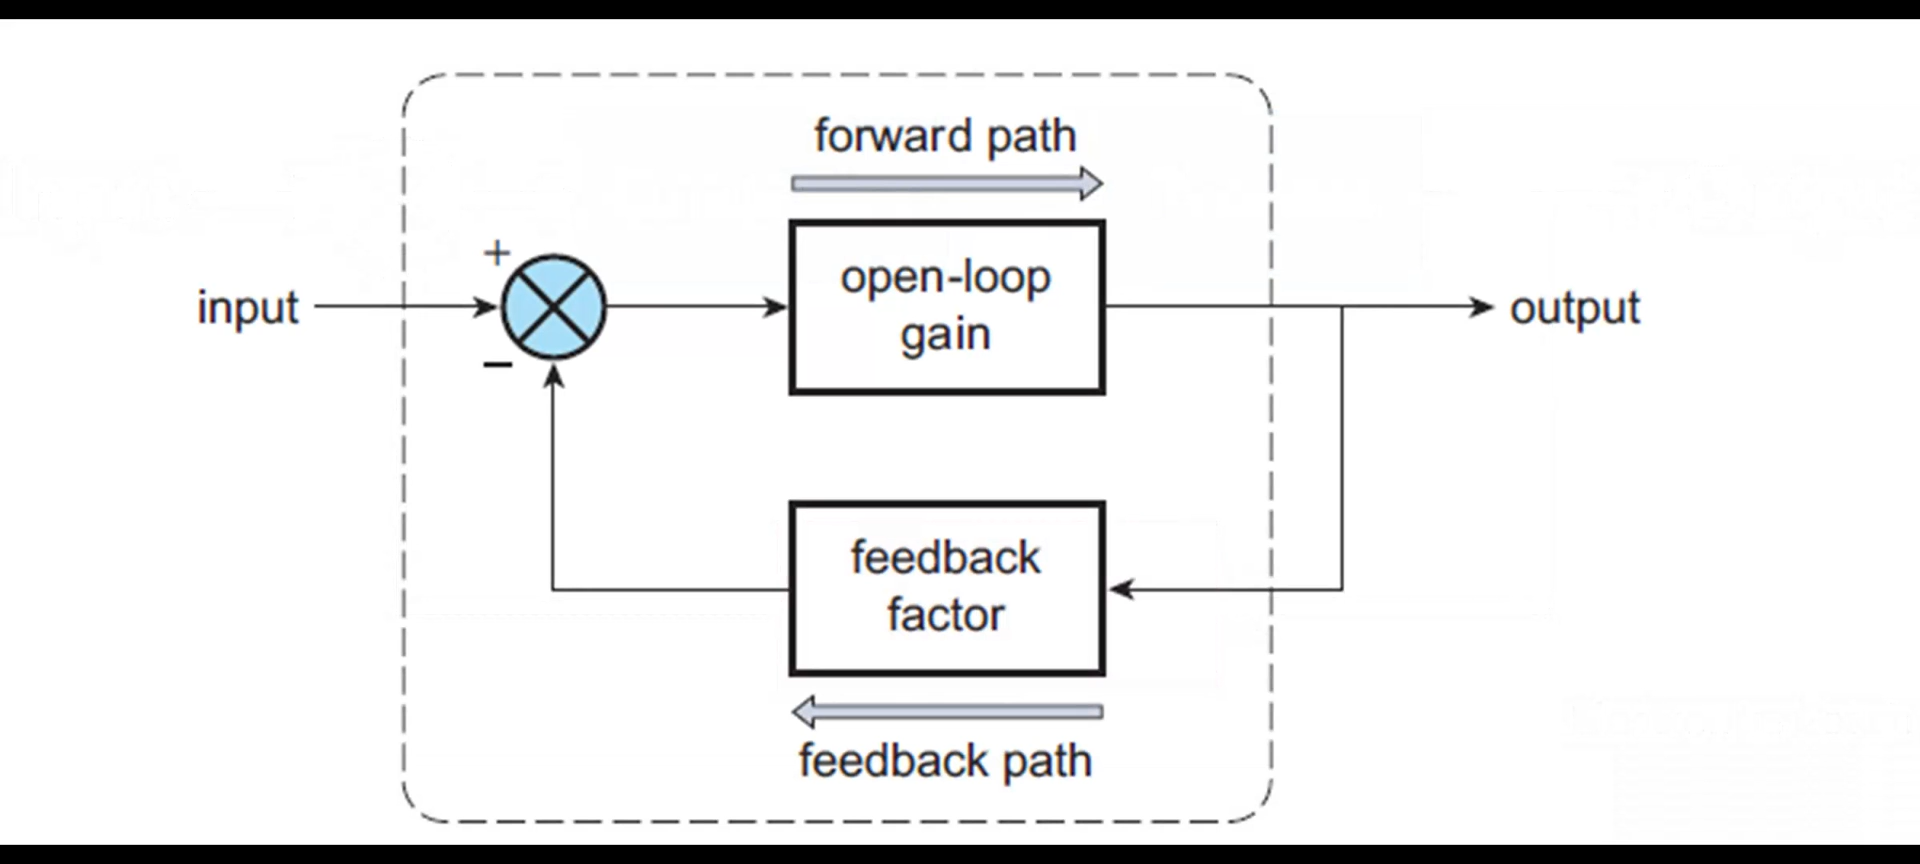 forward path
+
open-loop
gain
input
output
−
feedback
factor
feedback path